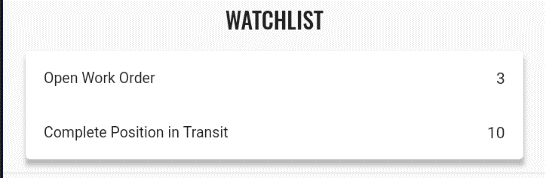 WATCHLIST
Open Work Order 3
Complete Position in Transit 10